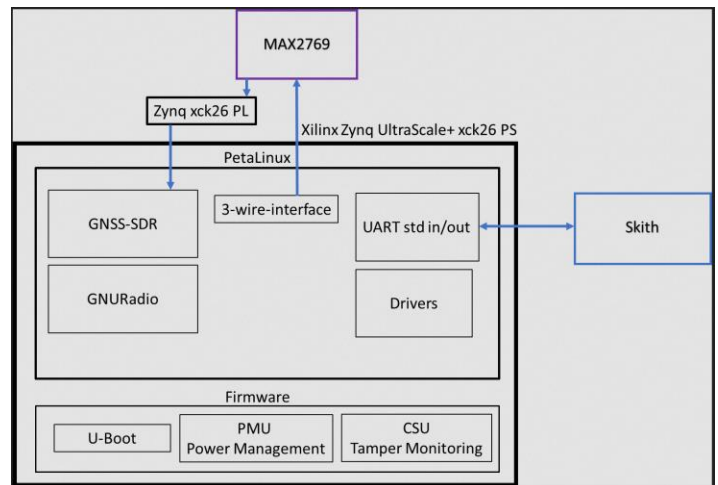 MAX2769
Zynq xck26 PL
Xilinx Zynq UltraScale+ xck26 PS
PetaLinux
GNSS-SDR
3-wire-interface
UART std in/out
Skith
GNURadio
Drivers
Firmware
U-Boot
PMU
Power Management
CSU
Tamper Monitoring